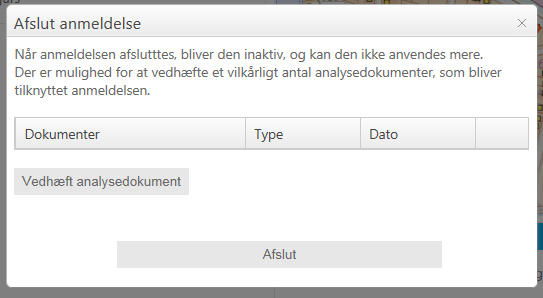 Afslut anmeldelse
Når anmeldelsen afslutttes, bliver den inaktiv, og kan den ikke anvendes mere.
Der er mulighed for at vedhæfte et vilkårligt antal analysedokumenter, som bliver
tilknyttet anmeldelsen.
Dokumenter Type Dato
Vedhæft analysedokument
Afslut